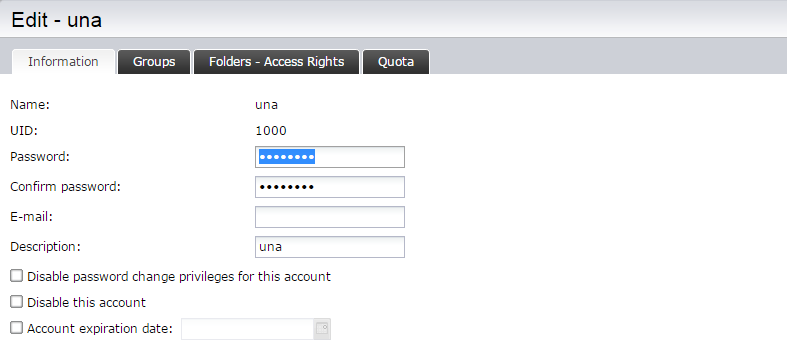 Edit - una
Information Groups Folders - Access Rights Quota
Name: una
UID: 1000
Password: ••••••••
Confirm password: ••••••••
E-mail:
Description: una
Disable password change privileges for this account
Disable this account
Account expiration date: